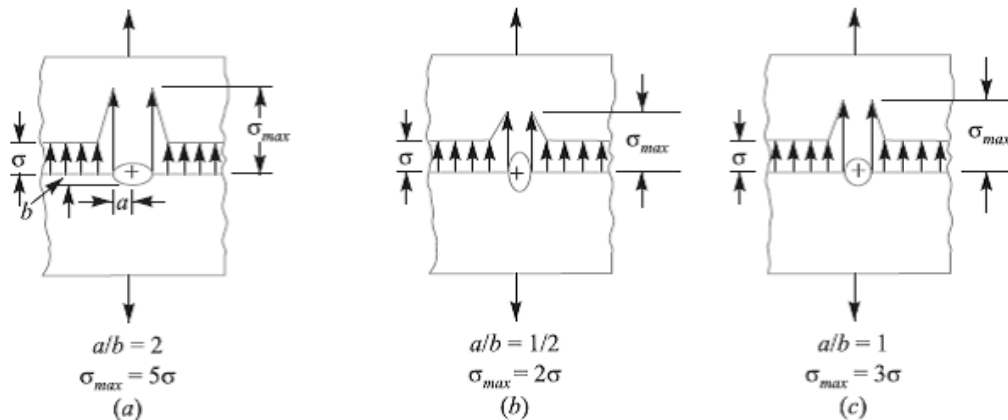 σ
σmax
b
a
a/b = 2
σmax = 5σ
(a)
σ
σmax
a/b = 1/2
σmax = 2σ
(b)
σ
σmax
a/b = 1
σmax = 3σ
(c)